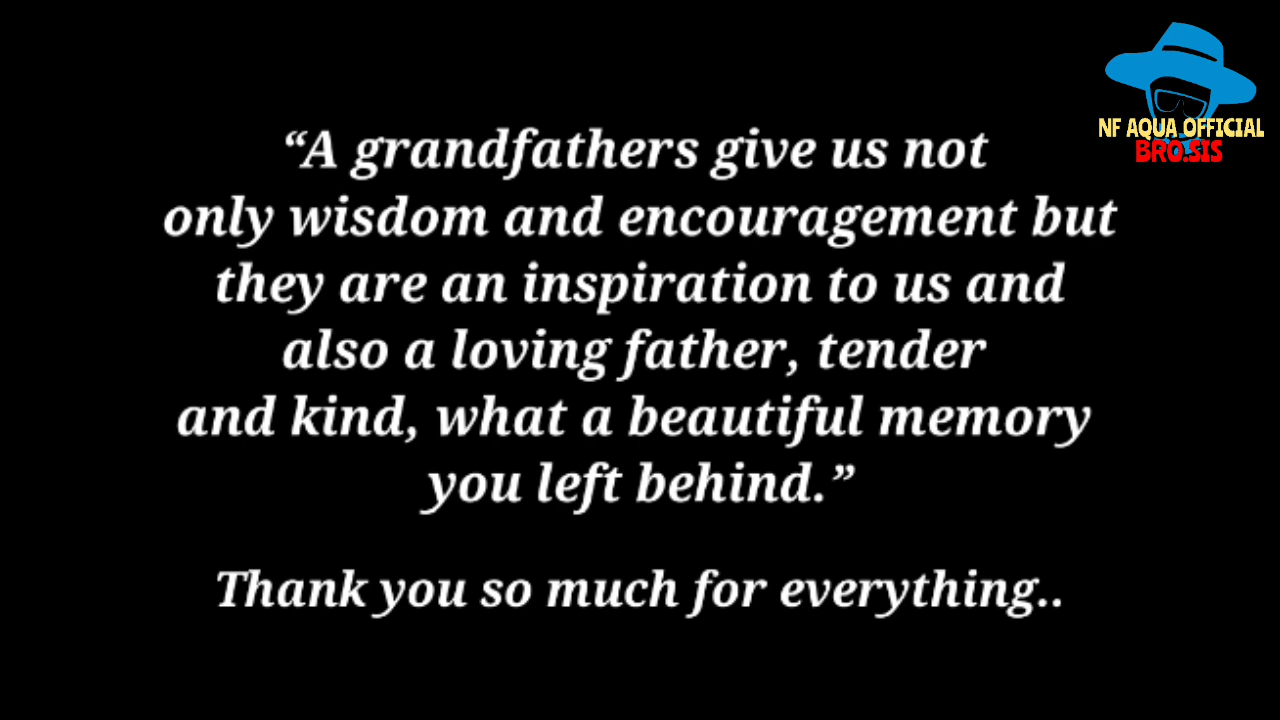 NF AQUA OFFICIAL
BRO.SIS
“A grandfathers give us not
only wisdom and encouragement but
they are an inspiration to us and
also a loving father, tender
and kind, what a beautiful memory
you left behind.”
Thank you so much for everything..